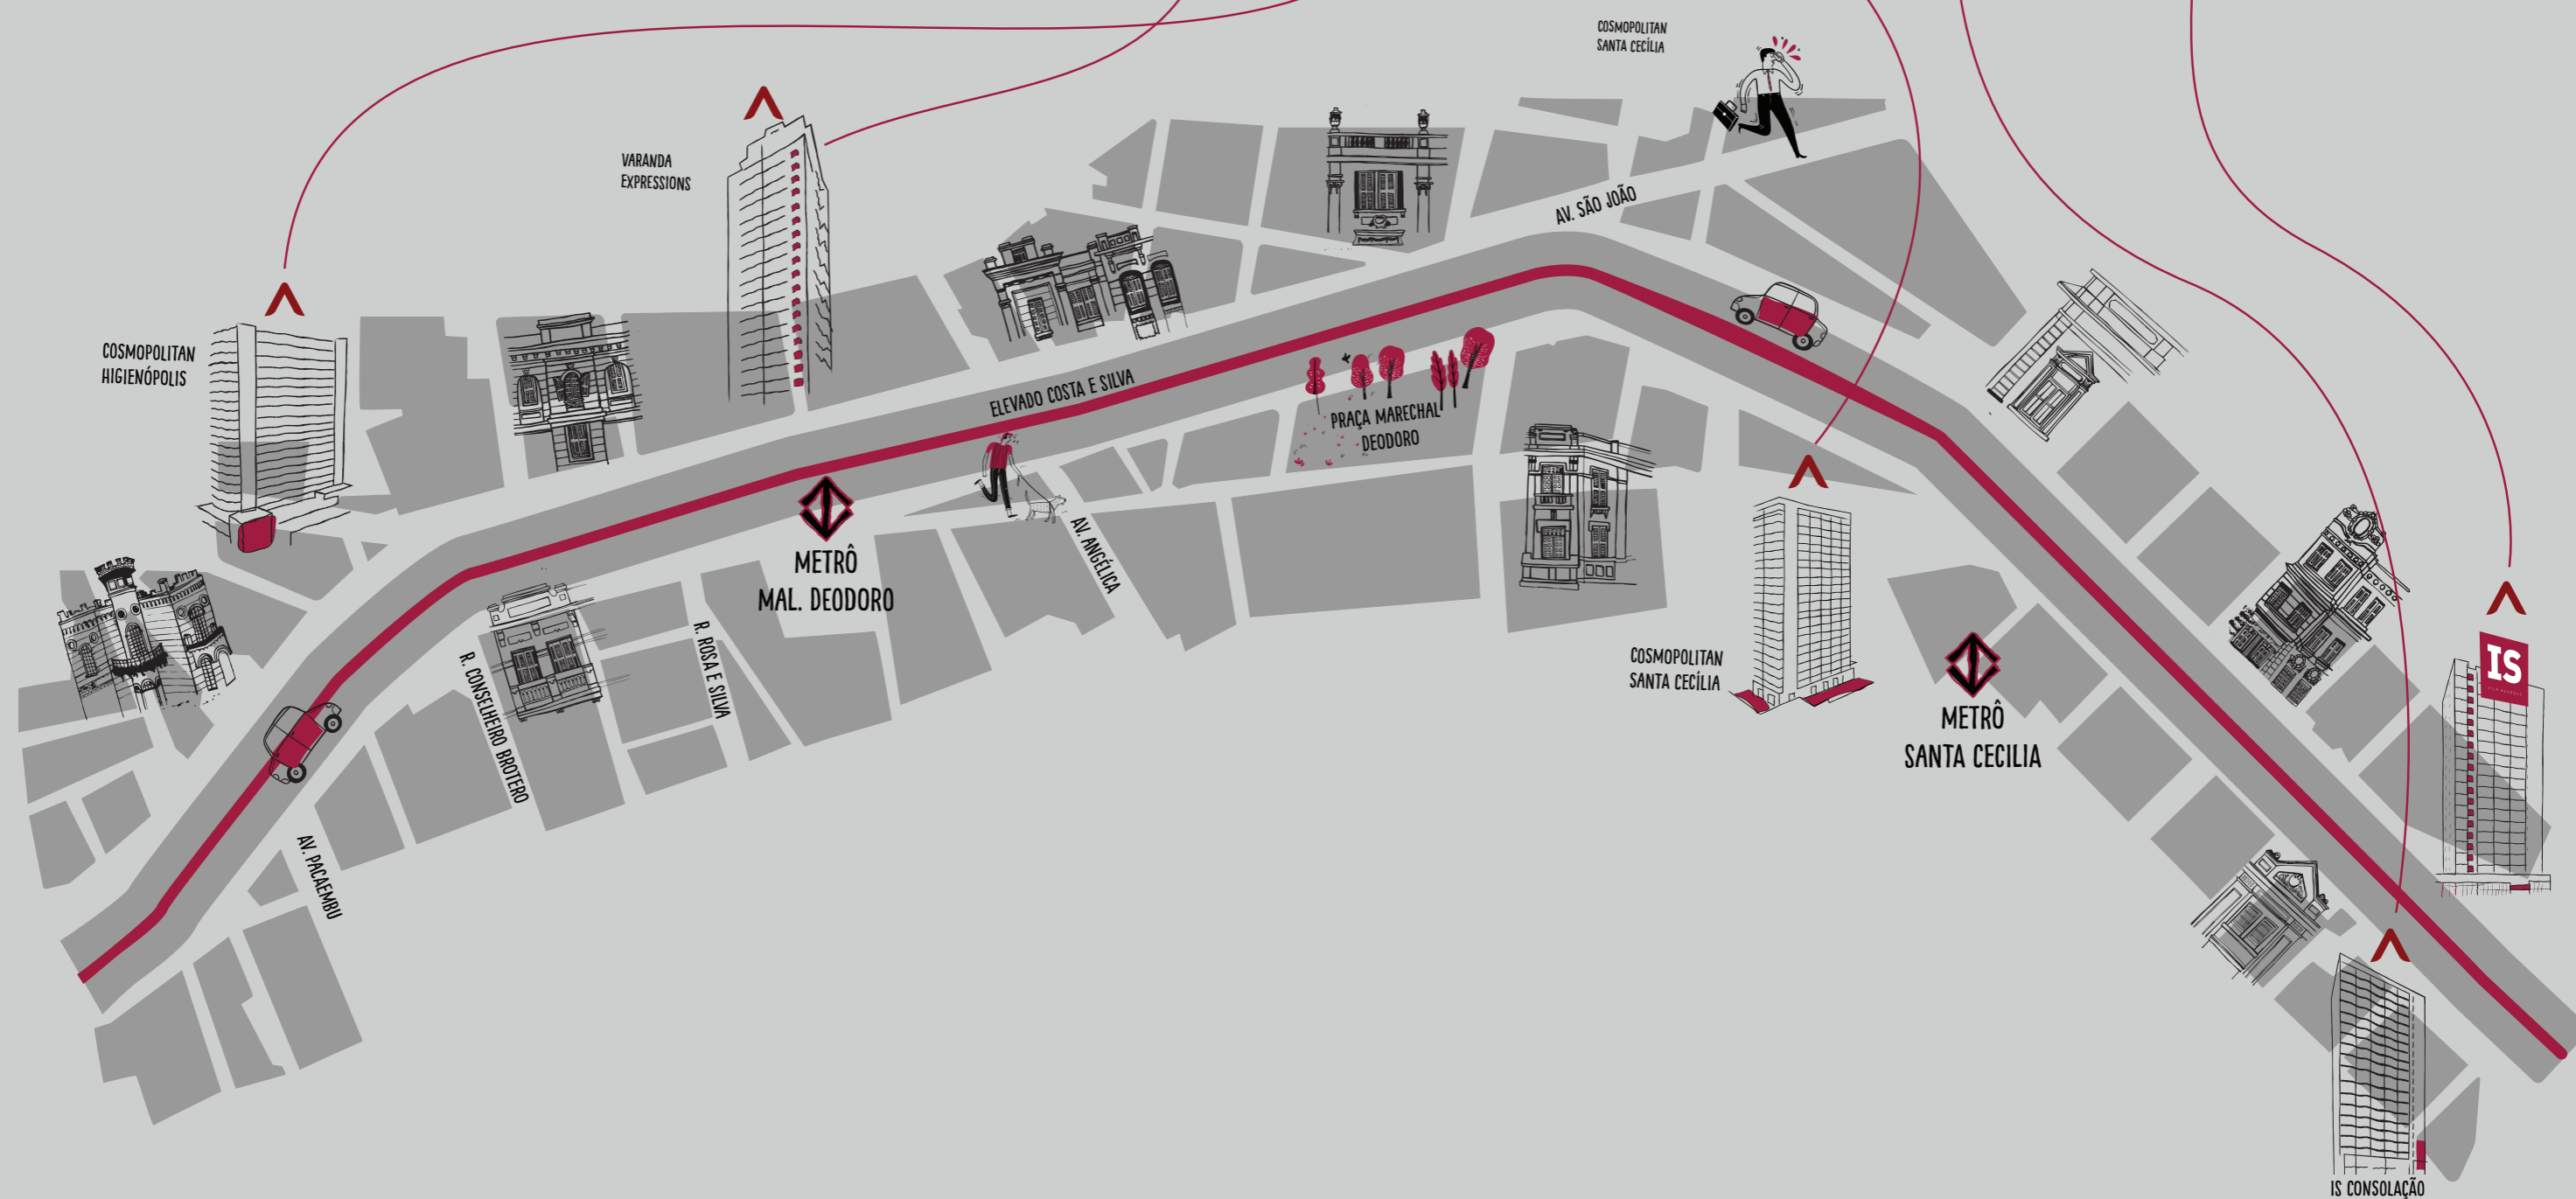 COSMOPOLITAN
SANTA CECÍLIA
VARANDA
EXPRESSIONS
AV. SÃO JOÃO
COSMOPOLITAN
HIGIENÓPOLIS
ELEVADO COSTA E SILVA
PRAÇA MARECHAL
DEODORO
METRÔ
MAL. DEODORO
AV. ANGÉLICA
R. ROSA E SILVA
R. CONSELHEIRO BROTERO
AV. PACAEMBU
COSMOPOLITAN
SANTA CECÍLIA
METRÔ
SANTA CECILIA
IS
IS CONSOLAÇÃO